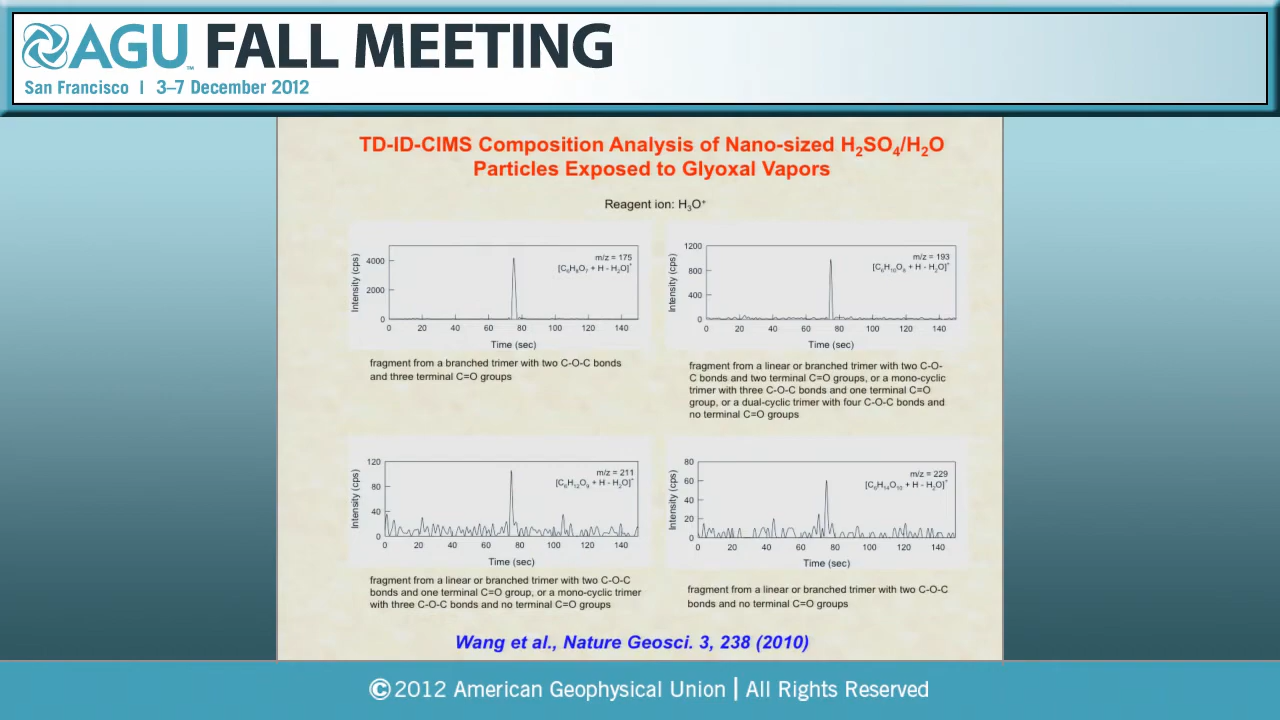 AGU FALL MEETING
San Francisco | 3–7 December 2012
TD-ID-CIMS Composition Analysis of Nano-sized H₂SO₄/H₂O
Particles Exposed to Glyoxal Vapors
Reagent ion: H₃O⁺
Intensity (cps)
4000
2000
0
m/z = 175
[C₆H₈O₇ + H - H₂O]⁺
0 20 40 60 80 100 120 140
Time (sec)
fragment from a branched trimer with two C-O-C bonds
and three terminal C=O groups
Intensity (cps)
1200
800
400
0
m/z = 193
[C₆H₁₀O₈ + H - H₂O]⁺
0 20 40 60 80 100 120 140
Time (sec)
fragment from a linear or branched trimer with two C-O-
C bonds and two terminal C=O groups, or a mono-cyclic
trimer with three C-O-C bonds and one terminal C=O
group, or a dual-cyclic trimer with four C-O-C bonds and
no terminal C=O groups
Intensity (cps)
120
80
40
0
m/z = 211
[C₆H₁₂O₉ + H - H₂O]⁺
0 20 40 60 80 100 120 140
Time (sec)
fragment from a linear or branched trimer with two C-O-C
bonds and one terminal C=O group, or a mono-cyclic trimer
with three C-O-C bonds and no terminal C=O groups
Intensity (cps)
80
60
40
20
0
m/z = 229
[C₆H₁₄O₁₀ + H - H₂O]⁺
0 20 40 60 80 100 120 140
Time (sec)
fragment from a linear or branched trimer with two C-O-C
bonds and no terminal C=O groups
Wang et al., Nature Geosci. 3, 238 (2010)
©2012 American Geophysical Union | All Rights Reserved